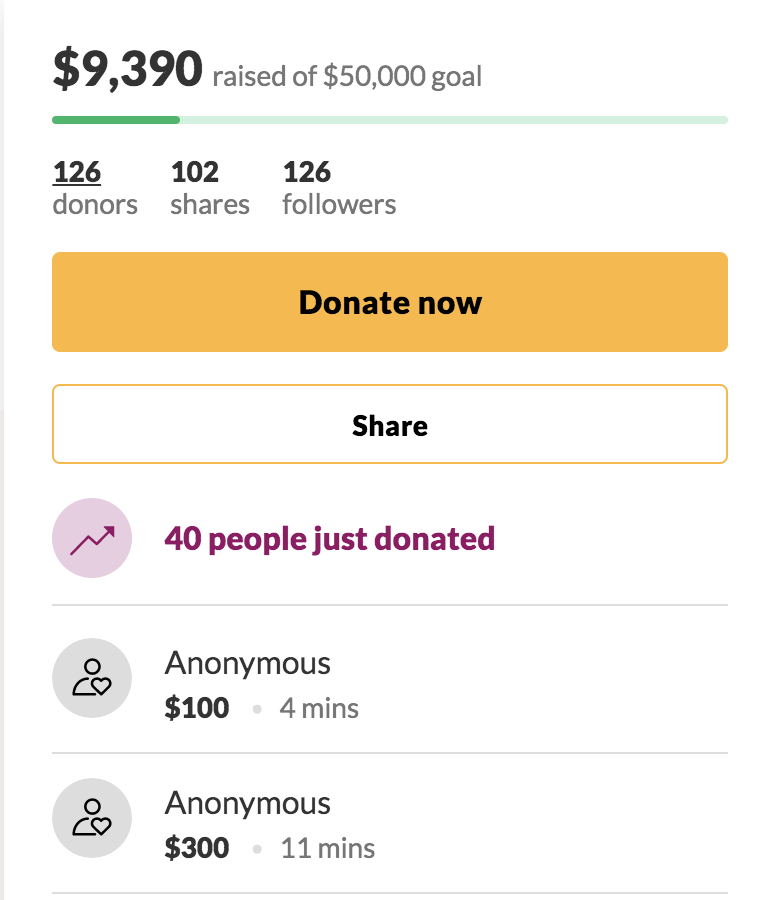 $9,390 raised of $50,000 goal
126 102 126
donors shares followers
Donate now
Share
40 people just donated
Anonymous
$100 • 4 mins
Anonymous
$300 • 11 mins